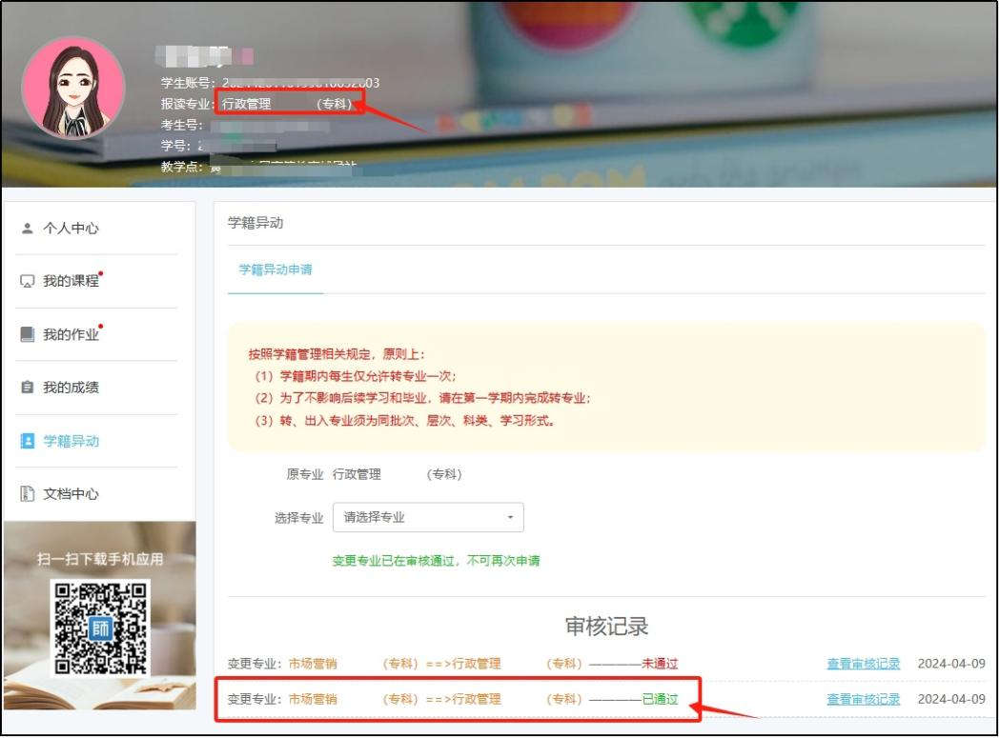 学生账号：
报读专业：行政管理 （专科）
考生号：
学号：
教学点：
个人中心
我的课程
我的作业
我的成绩
学籍异动
文档中心
扫一扫下载手机应用
師
学籍异动
学籍异动申请
按照学籍管理相关规定，原则上：
（1）学籍期内每生仅允许转专业一次；
（2）为了不影响后续学习和毕业，请在第一学期内完成转专业；
（3）转、出入专业须为同批次、层次、科类、学习形式。
原专业 行政管理 （专科）
选择专业 请选择专业
变更专业已在审核通过，不可再次申请
审核记录
变更专业：市场营销 （专科）==>行政管理 （专科）————未通过 查看审核记录 2024-04-09
变更专业：市场营销 （专科）==>行政管理 （专科）————已通过 查看审核记录 2024-04-09